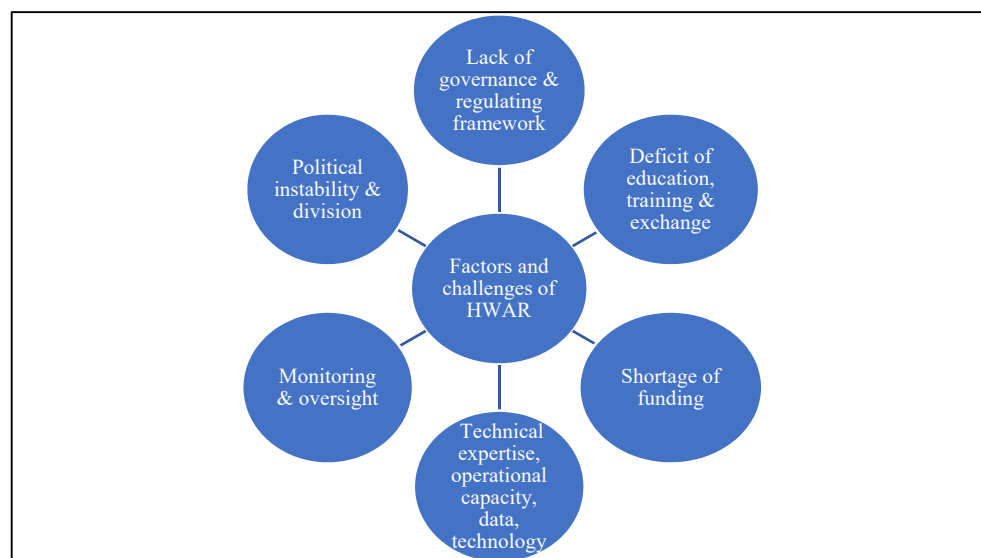 Lack of
governance &
regulating
framework
Political
instability &
division
Deficit of
education,
training &
exchange
Factors and
challenges of
HWAR
Monitoring
& oversight
Shortage of
funding
Technical
expertise,
operational
capacity,
data,
technology